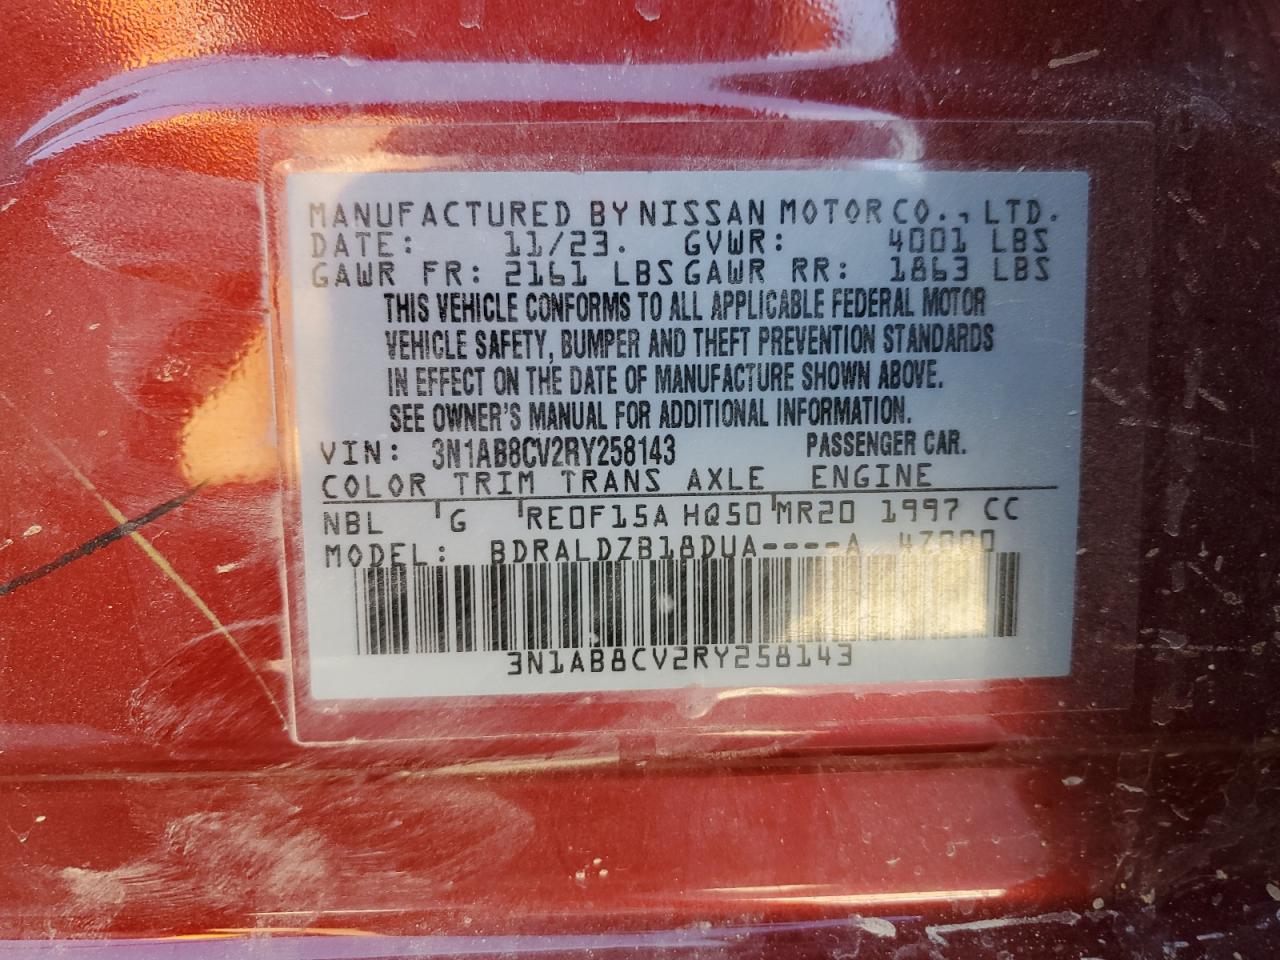 MANUFACTURED BY NISSAN MOTOR CO., LTD.
DATE: 11/23. GVWR: 4001 LBS
GAWR FR: 2161 LBS GAWR RR: 1863 LBS
THIS VEHICLE CONFORMS TO ALL APPLICABLE FEDERAL MOTOR
VEHICLE SAFETY, BUMPER AND THEFT PREVENTION STANDARDS
IN EFFECT ON THE DATE OF MANUFACTURE SHOWN ABOVE.
SEE OWNER'S MANUAL FOR ADDITIONAL INFORMATION.
VIN: 3N1AB8CV2RY258143 PASSENGER CAR.
COLOR TRIM TRANS AXLE ENGINE
NBL G RE0F15A HQ50 MR20 1997 CC
MODEL: BDRALDZB18DUA----A
3N1AB8CV2RY258143